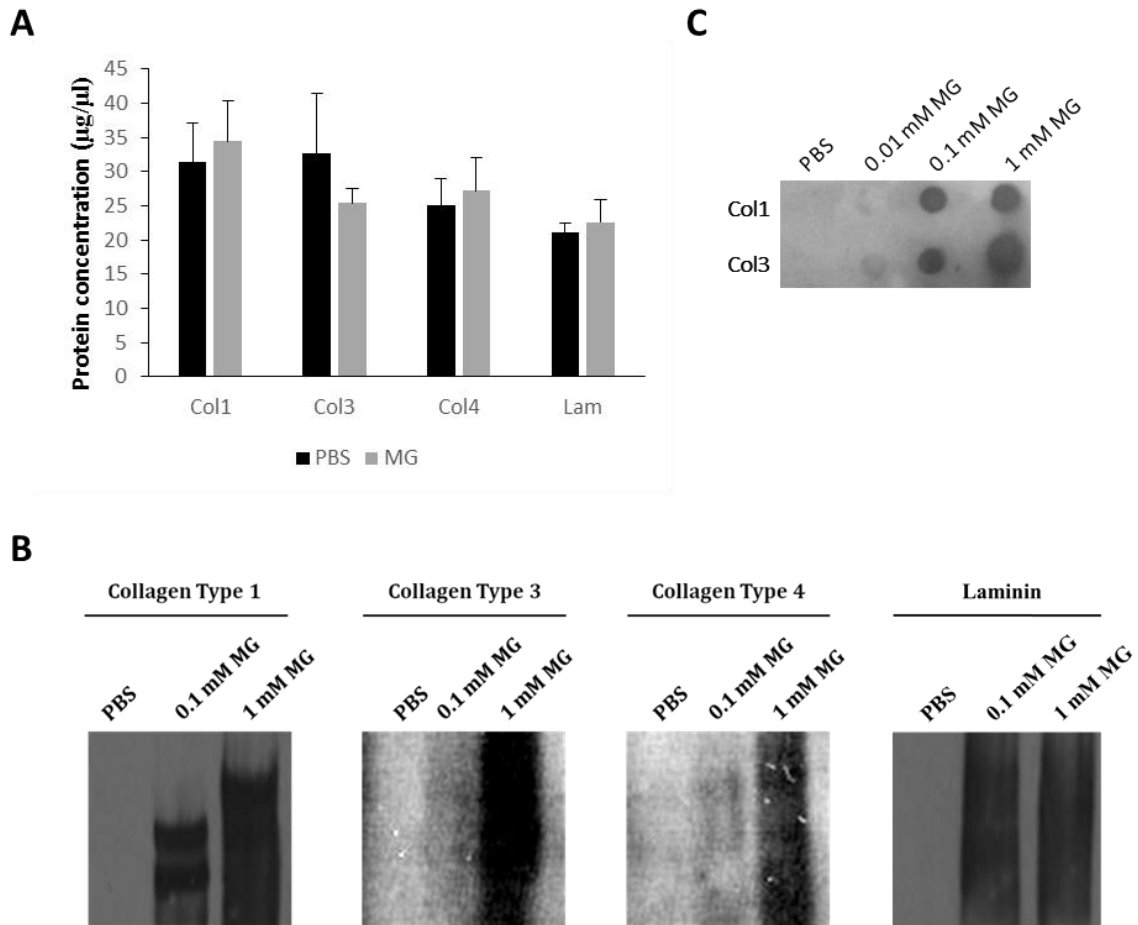 A
Protein concentration (µg/µl)
45
40
35
30
25
20
15
10
5
0
Col1 Col3 Col4 Lam
PBS MG
C
PBS 0.01 mM MG 0.1 mM MG 1 mM MG
Col1
Col3
B
Collagen Type 1 Collagen Type 3 Collagen Type 4 Laminin
PBS 0.1 mM MG 1 mM MG PBS 0.1 mM MG 1 mM MG PBS 0.1 mM MG 1 mM MG PBS 0.1 mM MG 1 mM MG